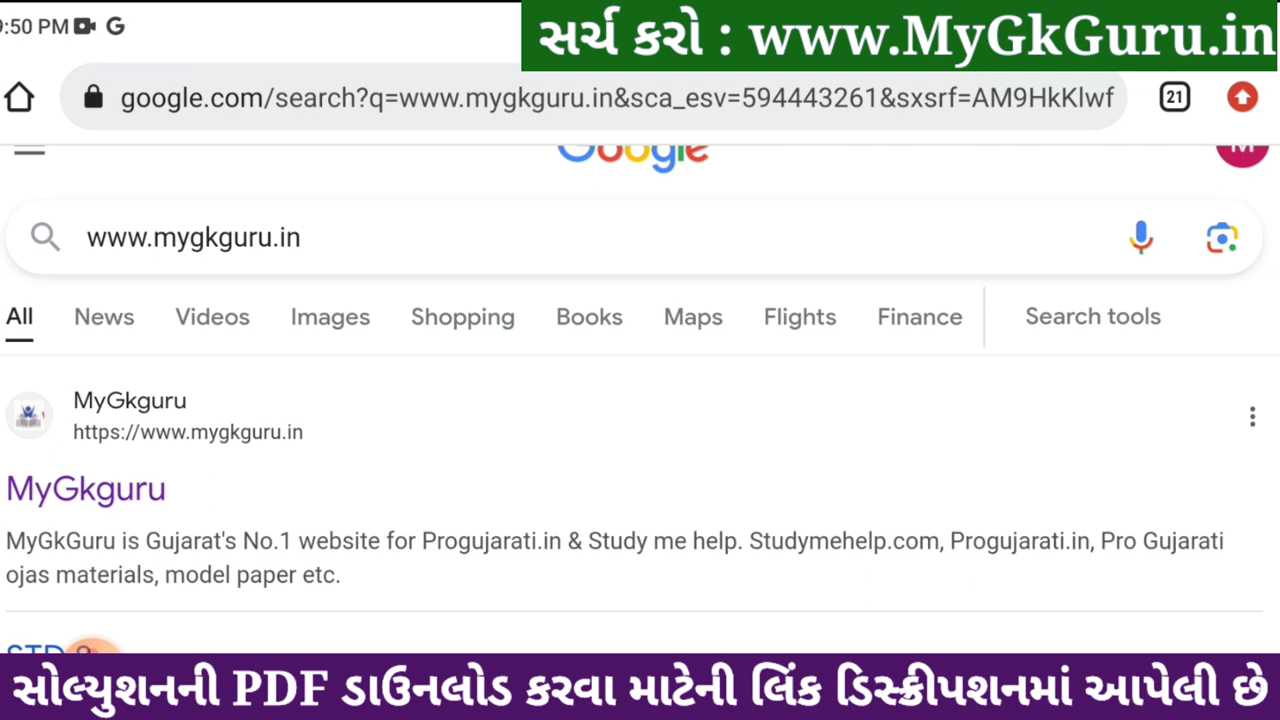 9:50 PM G
સર્ચ કરો : www.MyGkGuru.in
google.com/search?q=www.mygkguru.in&sca_esv=594443261&sxsrf=AM9HkKlwf
21
Google
M
www.mygkguru.in
All News Videos Images Shopping Books Maps Flights Finance Search tools
MyGkguru
https://www.mygkguru.in
MyGkguru
MyGkGuru is Gujarat's No.1 website for Progujarati.in & Study me help. Studymehelp.com, Progujarati.in, Pro Gujarati
ojas materials, model paper etc.
STD
સોલ્યુશનની PDF ડાઉનલોડ કરવા માટેની લિંક ડિસ્ક્રીપશનમાં આપેલી છે